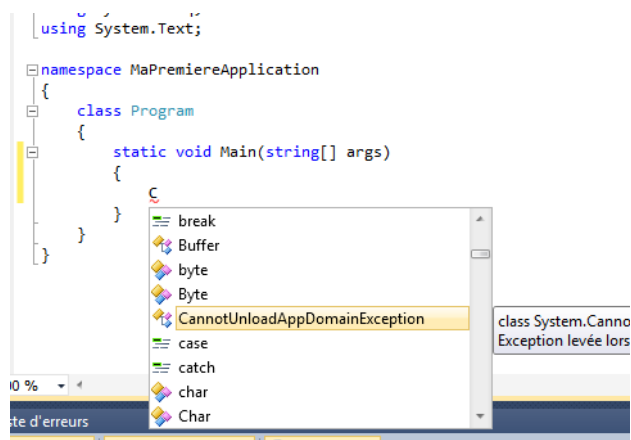 using System.Text;
namespace MaPremiereApplication
{
class Program
{
static void Main(string[] args)
{
C
}
}
}
break
Buffer
byte
Byte
CannotUnloadAppDomainException
case
catch
char
Char
class System.Canno
Exception levée lors
00 %
ste d'erreurs